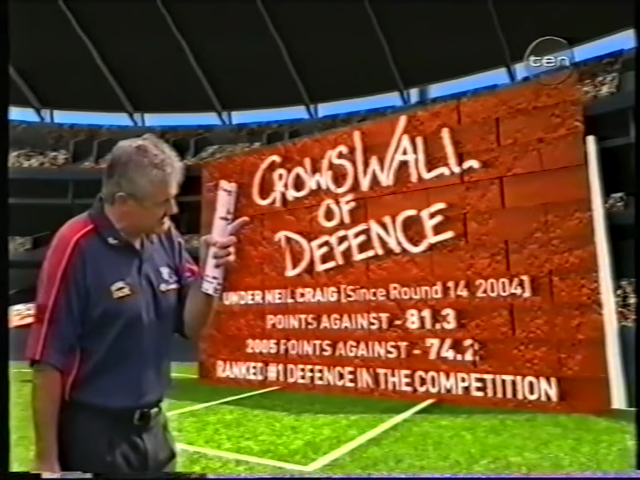 ten
CROWS WALL
OF
DEFENCE
UNDER NEIL CRAIG [Since Round 14 2004]
POINTS AGAINST - 81.3
2005 POINTS AGAINST - 74.2
RANKED #1 DEFENCE IN THE COMPETITION